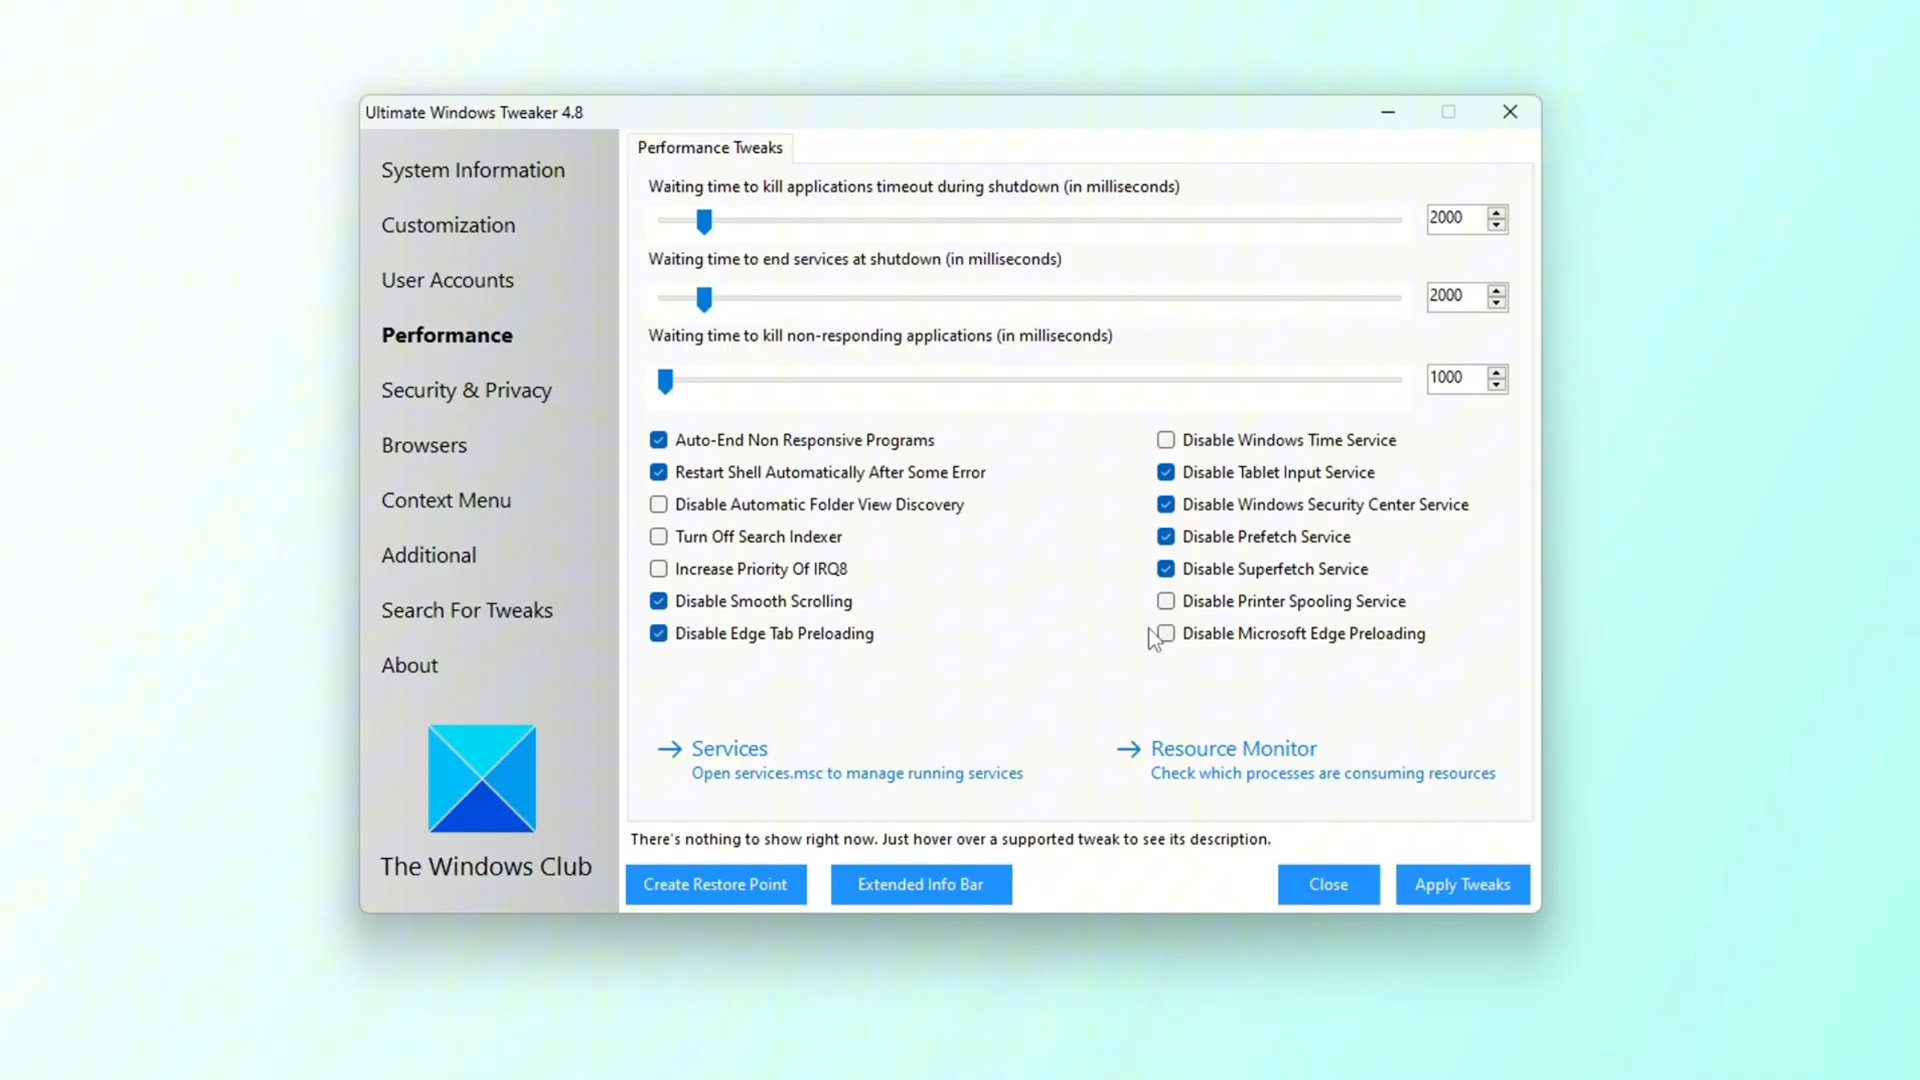 Ultimate Windows Tweaker 4.8
System Information
Customization
User Accounts
Performance
Security & Privacy
Browsers
Context Menu
Additional
Search For Tweaks
About
The Windows Club
Performance Tweaks
Waiting time to kill applications timeout during shutdown (in milliseconds)
2000
Waiting time to end services at shutdown (in milliseconds)
2000
Waiting time to kill non-responding applications (in milliseconds)
1000
Auto-End Non Responsive Programs
Restart Shell Automatically After Some Error
Disable Automatic Folder View Discovery
Turn Off Search Indexer
Increase Priority Of IRQ8
Disable Smooth Scrolling
Disable Edge Tab Preloading
Disable Windows Time Service
Disable Tablet Input Service
Disable Windows Security Center Service
Disable Prefetch Service
Disable Superfetch Service
Disable Printer Spooling Service
Disable Microsoft Edge Preloading
Services
Open services.msc to manage running services
Resource Monitor
Check which processes are consuming resources
There's nothing to show right now. Just hover over a supported tweak to see its description.
Create Restore Point
Extended Info Bar
Close
Apply Tweaks